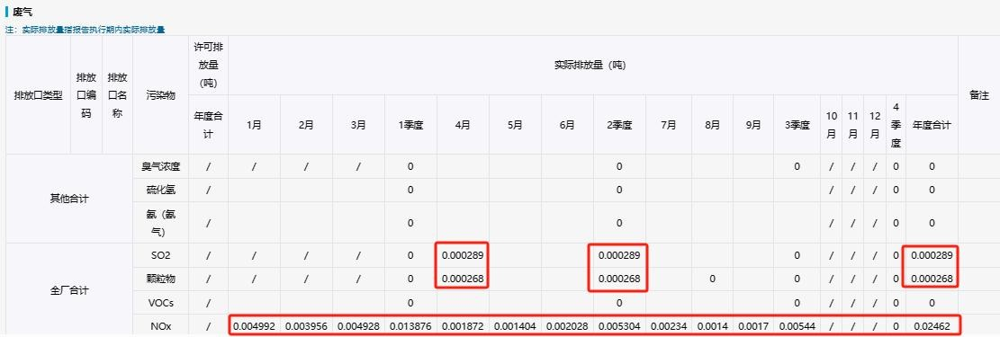 废气
注：实际排放量指报告执行期内实际排放量
排放口类型 排放口编码 排放口名称 污染物 许可排放量（吨） 实际排放量（吨） 备注
年度合计 1月 2月 3月 1季度 4月 5月 6月 2季度 7月 8月 9月 3季度 10月 11月 12月 4季度 年度合计
其他合计 臭气浓度 / / / / 0 0 0 / / / 0 0
硫化氢 / 0 0 / / / 0 0
氨（氨气） / 0 0 / / / 0 0
全厂合计 SO2 / / / / 0 0.000289 0.000289 0 / / / 0 0.000289
颗粒物 / / / / 0 0.000268 0.000268 0 0 / / / 0 0.000268
VOCs / 0 0 0 / / / 0 0
NOx / 0.004992 0.003956 0.004928 0.013876 0.001872 0.001404 0.002028 0.005304 0.00234 0.0014 0.0017 0.00544 / / / 0 0.02462